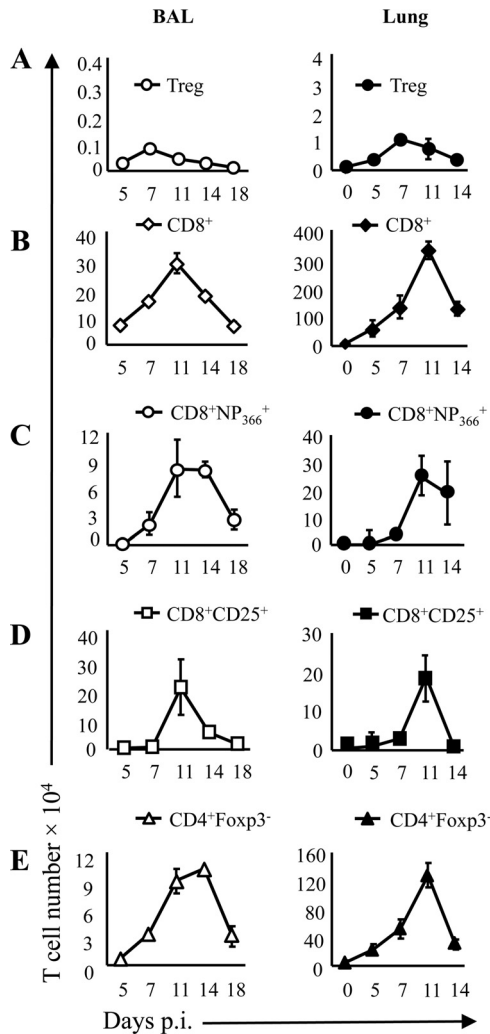 BAL Lung
A
0.4
0.3
0.2
0.1
0
Treg
5 7 11 14 18
4
3
2
1
0
Treg
0 5 7 11 14
B
40
30
20
10
0
CD8+
5 7 11 14 18
400
300
200
100
0
CD8+
0 5 7 11 14
C
12
9
6
3
0
CD8+NP366+
5 7 11 14 18
40
30
20
10
0
CD8+NP366+
0 5 7 11 14
D
40
30
20
10
0
CD8+CD25+
5 7 11 14 18
30
20
10
0
CD8+CD25+
0 5 7 11 14
E
12
9
6
3
0
CD4+Foxp3-
5 7 11 14 18
160
120
80
40
0
CD4+Foxp3-
0 5 7 11 14
T cell number × 10⁴
Days p.i.